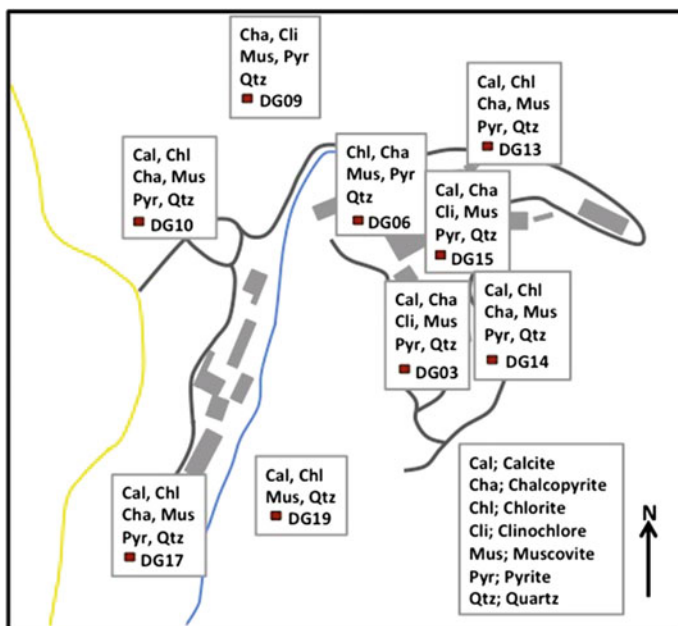 Cha, Cli
Mus, Pyr
Qtz
DG09
Cal, Chl
Cha, Mus
Pyr, Qtz
DG13
Cal, Chl
Cha, Mus
Pyr, Qtz
DG10
Chl, Cha
Mus, Pyr
Qtz
DG06
Cal, Cha
Cli, Mus
Pyr, Qtz
DG15
Cal, Cha
Cli, Mus
Pyr, Qtz
DG03
Cal, Chl
Cha, Mus
Pyr, Qtz
DG14
Cal, Chl
Cha, Mus
Pyr, Qtz
DG17
Cal, Chl
Mus, Qtz
DG19
Cal; Calcite
Cha; Chalcopyrite
Chl; Chlorite
Cli; Clinochlore
Mus; Muscovite
Pyr; Pyrite
Qtz; Quartz
N